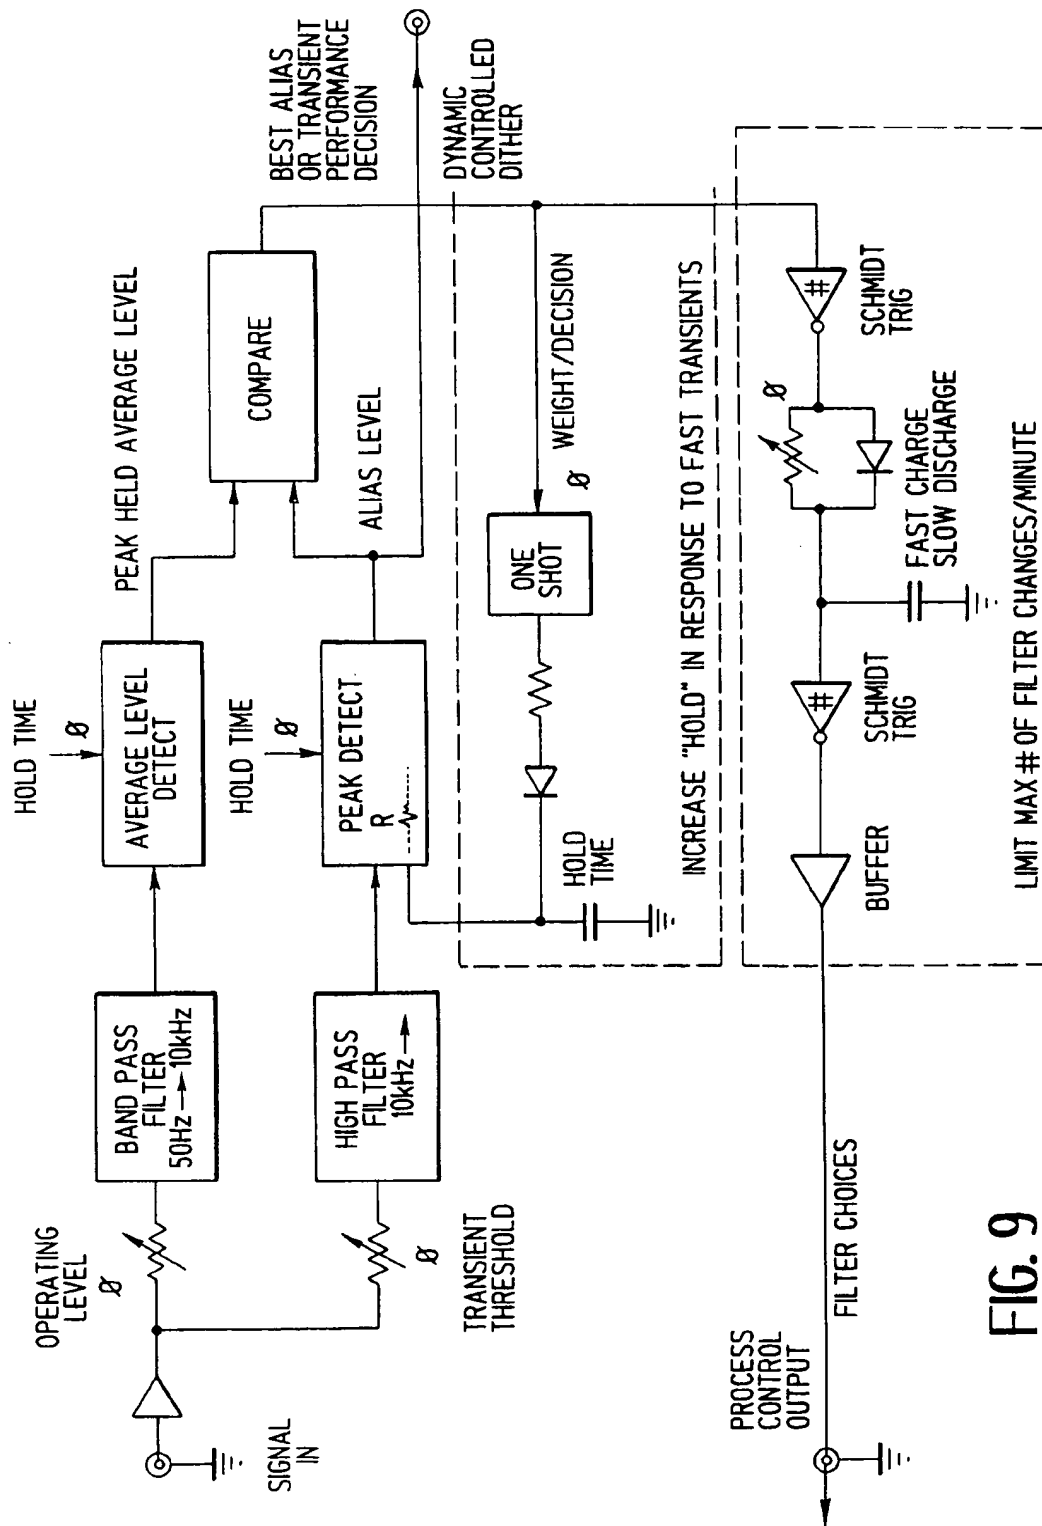 SIGNAL
IN
OPERATING
LEVEL
Ø
TRANSIENT
THRESHOLD
Ø
BAND PASS
FILTER
50Hz→10kHz
HIGH PASS
FILTER
10kHz→
HOLD TIME
Ø
AVERAGE LEVEL
DETECT
HOLD TIME
Ø
PEAK DETECT
R
PEAK HELD AVERAGE LEVEL
COMPARE
ALIAS LEVEL
BEST ALIAS
OR TRANSIENT
PERFORMANCE
DECISION
DYNAMIC
CONTROLLED
DITHER
HOLD
TIME
ONE
SHOT
Ø
WEIGHT/DECISION
INCREASE "HOLD" IN RESPONSE TO FAST TRANSIENTS
PROCESS
CONTROL
OUTPUT
FILTER CHOICES
BUFFER
#
SCHMIDT
TRIG
FAST CHARGE
SLOW DISCHARGE
Ø
#
SCHMIDT
TRIG
LIMIT MAX # OF FILTER CHANGES/MINUTE
FIG. 9